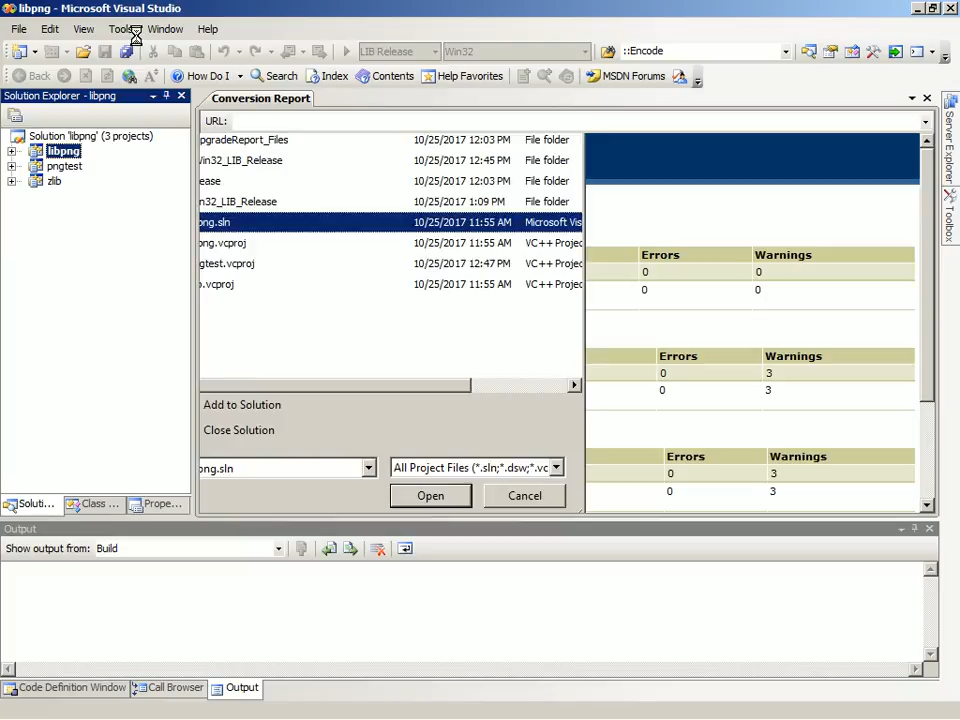 libpng - Microsoft Visual Studio
File Edit View Tools Window Help
LIB Release Win32 ::Encode
Back How Do I Search Index Contents Help Favorites MSDN Forums
Solution Explorer - libpng
Solution 'libpng' (3 projects)
libpng
pngtest
zlib
Soluti... Class ... Prope...
Conversion Report
URL:
pgradeReport_Files 10/25/2017 12:03 PM File folder
in32_LIB_Release 10/25/2017 12:45 PM File folder
ease 10/25/2017 12:03 PM File folder
n32_LIB_Release 10/25/2017 1:09 PM File folder
png.sln 10/25/2017 11:55 AM Microsoft Vis
png.vcproj 10/25/2017 11:55 AM VC++ Projec
gtest.vcproj 10/25/2017 12:47 PM VC++ Projec
.vcproj 10/25/2017 11:55 AM VC++ Projec
Add to Solution
Close Solution
png.sln All Project Files (*.sln;*.dsw;*.vc
Open Cancel
Errors Warnings
0 0
0 0
Errors Warnings
0 3
0 3
Errors Warnings
0 3
0 3
Server Explorer
Toolbox
Output
Show output from: Build
Code Definition Window Call Browser Output